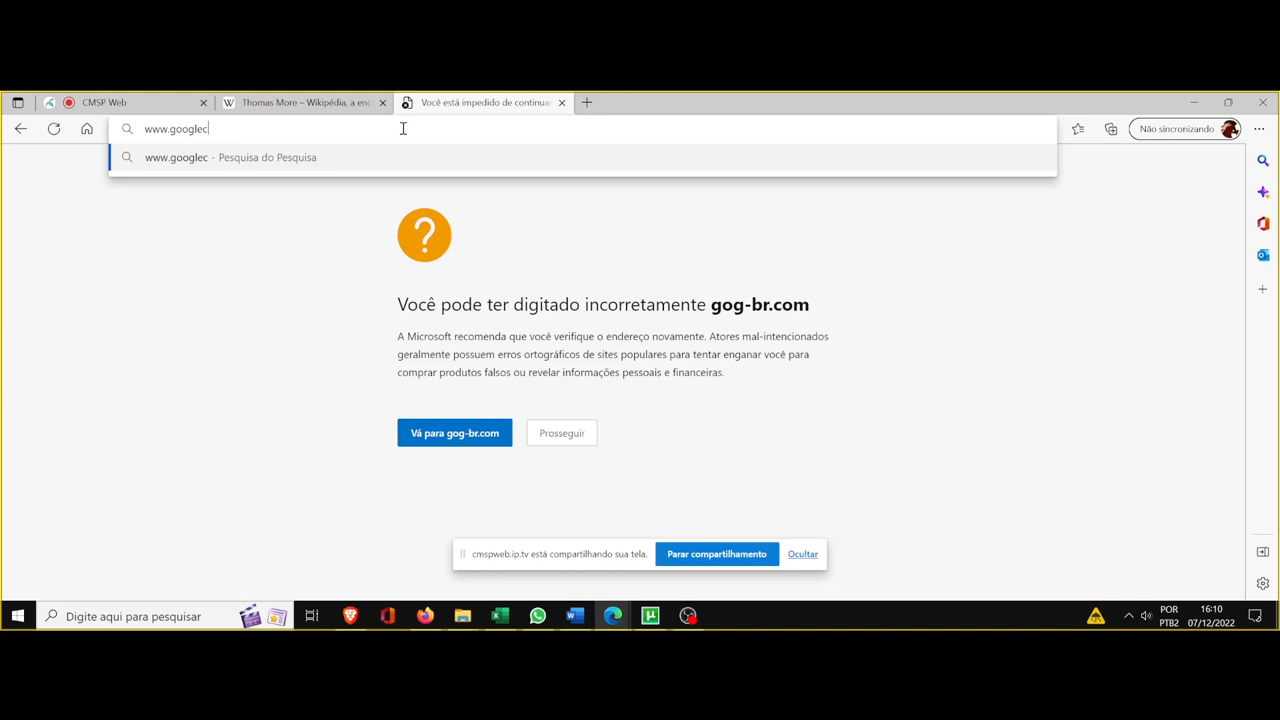 CMSP Web
Thomas More – Wikipédia, a enc
Você está impedido de continuar
www.googlec
Não sincronizando
www.googlec - Pesquisa do Pesquisa
Você pode ter digitado incorretamente gog-br.com
A Microsoft recomenda que você verifique o endereço novamente. Atores mal-intencionados
geralmente possuem erros ortográficos de sites populares para tentar enganar você para
comprar produtos falsos ou revelar informações pessoais e financeiras.
Vá para gog-br.com
Prosseguir
cmspweb.ip.tv está compartilhando sua tela.
Parar compartilhamento
Ocultar
Digite aqui para pesquisar
POR
PTB2
16:10
07/12/2022